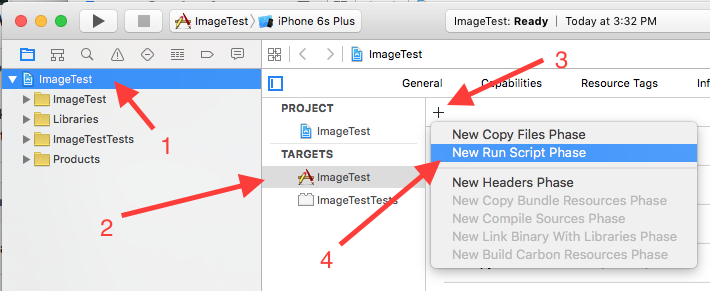 ImageTest
iPhone 6s Plus
ImageTest: Ready
Today at 3:32 PM
ImageTest
ImageTest
General
Capabilities
Resource Tags
ImageTest
Libraries
ImageTestTests
Products
1
2
3
4
PROJECT
ImageTest
TARGETS
ImageTest
ImageTestTests
New Copy Files Phase
New Run Script Phase
New Headers Phase
New Copy Bundle Resources Phase
New Compile Sources Phase
New Link Binary With Libraries Phase
New Build Carbon Resources Phase